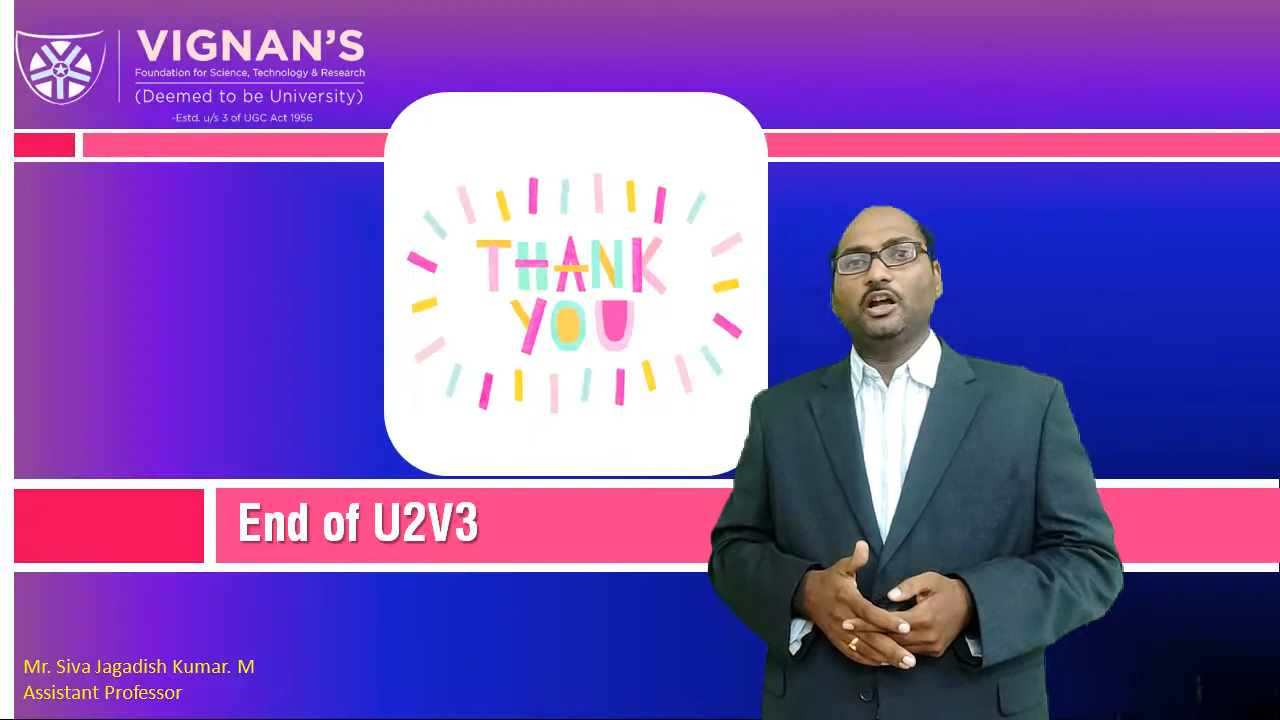 VIGNAN'S
Foundation for Science, Technology & Research
(Deemed to be University)
-Estd. u/s 3 of UGC Act 1956
THANK
YOU
End of U2V3
Mr. Siva Jagadish Kumar. M
Assistant Professor